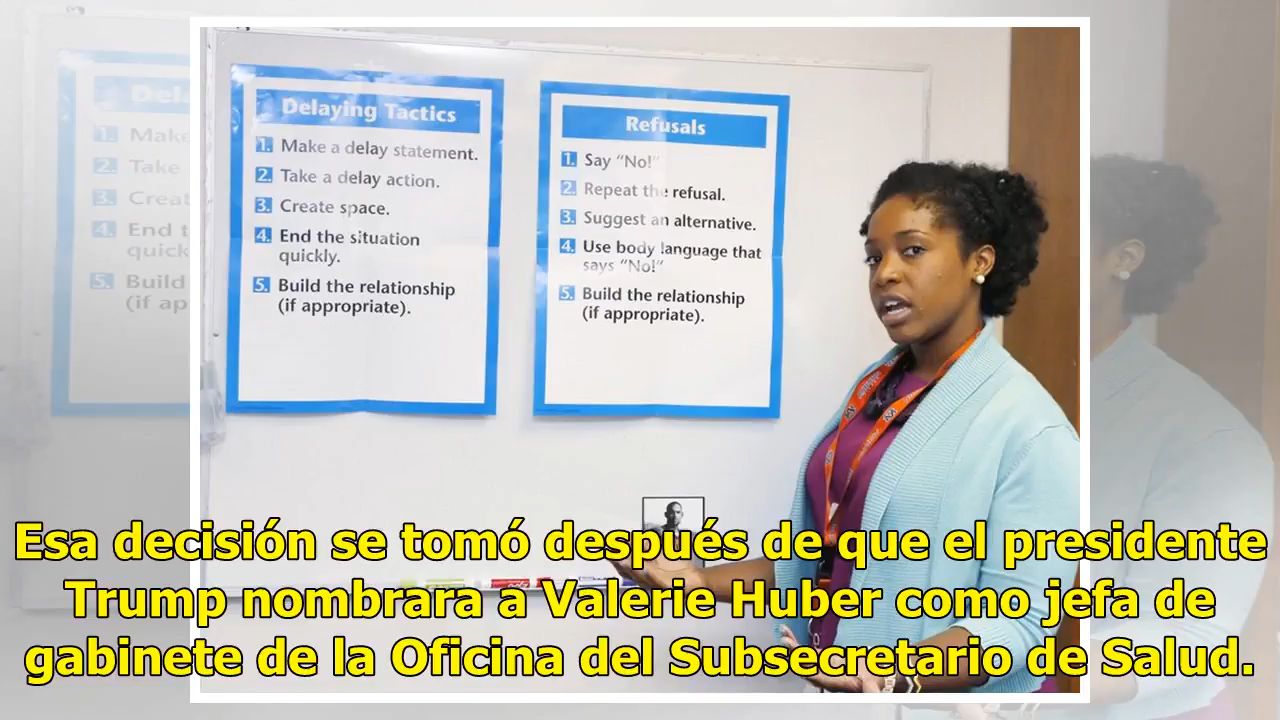 Delaying Tactics
1. Make a delay statement.
2. Take a delay action.
3. Create space.
4. End the situation
quickly.
5. Build the relationship
(if appropriate).
Refusals
1. Say “No!”
2. Repeat the refusal.
3. Suggest an alternative.
4. Use body language that
says “No!”
5. Build the relationship
(if appropriate).
Esa decisión se tomó después de que el presidente
Trump nombrara a Valerie Huber como jefa de
gabinete de la Oficina del Subsecretario de Salud.